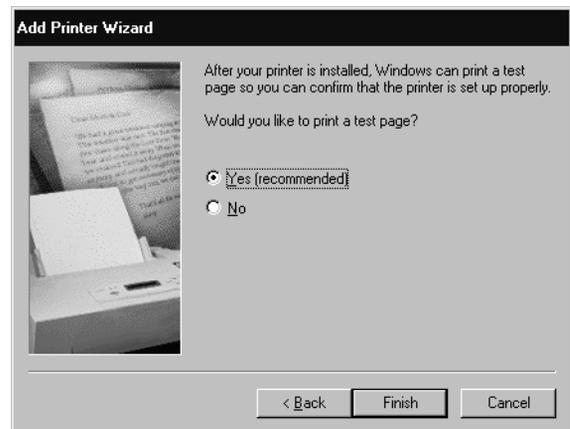 Add Printer Wizard
After your printer is installed, Windows can print a test
page so you can confirm that the printer is set up properly.
Would you like to print a test page?
Yes (recommended)
No
< Back
Finish
Cancel